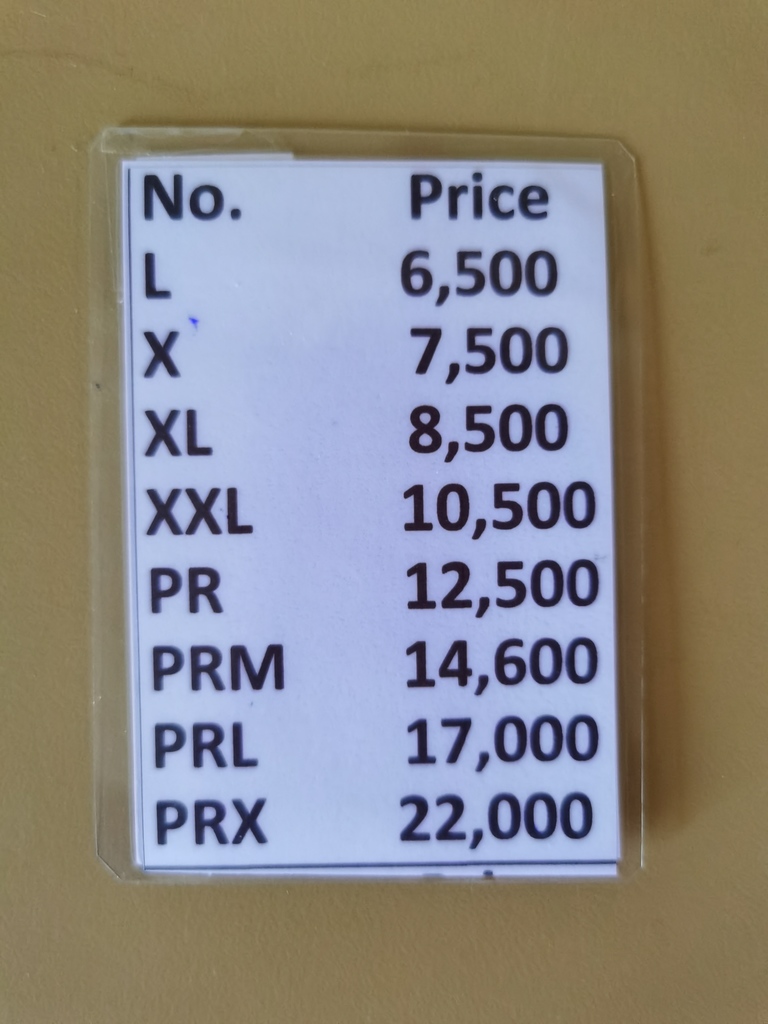 No. Price
L 6,500
X 7,500
XL 8,500
XXL 10,500
PR 12,500
PRM 14,600
PRL 17,000
PRX 22,000